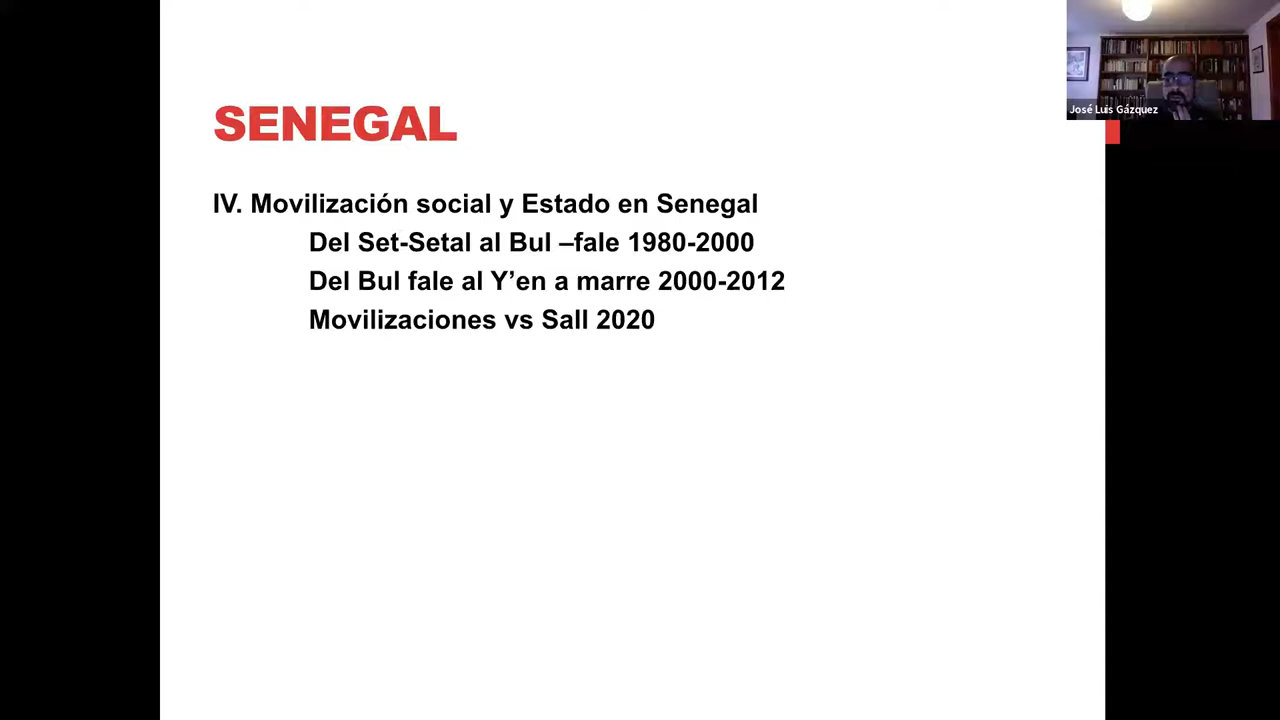 José Luis Gázquez
SENEGAL
IV. Movilización social y Estado en Senegal
Del Set-Setal al Bul –fale 1980-2000
Del Bul fale al Y’en a marre 2000-2012
Movilizaciones vs Sall 2020